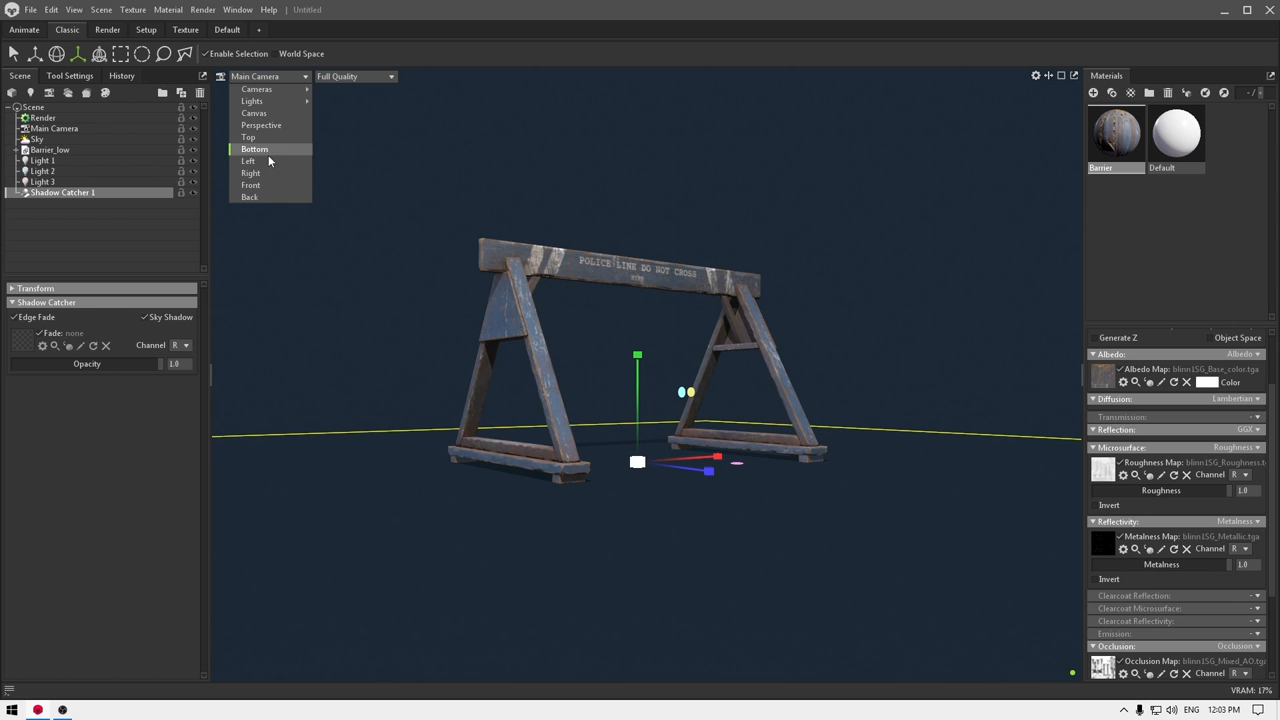 File Edit View Scene Texture Material Render Window Help Untitled
Animate Classic Render Setup Texture Default +
Enable Selection World Space
Scene Tool Settings History
Main Camera Full Quality
Materials
Cameras
Lights
Canvas
Perspective
Top
Bottom
Left
Right
Front
Back
Scene
Render
Main Camera
Sky
Barrier_low
Light 1
Light 2
Light 3
Shadow Catcher 1
Transform
Shadow Catcher
Edge Fade Sky Shadow
Fade: none
Channel R
Opacity 1.0
POLICE LINE DO NOT CROSS
- /
Barrier Default
Generate Z Object Space
Albedo: Albedo
Albedo Map: blinn1SG_Base_color.tga
Color
Diffusion: Lambertian
Transmission: -
Reflection: GGX
Microsurface: Roughness
Roughness Map: blinn1SG_Roughness.t
Channel R
Roughness 1.0
Invert
Reflectivity: Metalness
Metalness Map: blinn1SG_Metallic.tga
Channel R
Metalness 1.0
Invert
Clearcoat Reflection: -
Clearcoat Microsurface: -
Clearcoat Reflectivity: -
Emission: -
Occlusion: Occlusion
Occlusion Map: blinn1SG_Mixed_AO.tg
Channel R
VRAM: 17%
ENG 12:03 PM